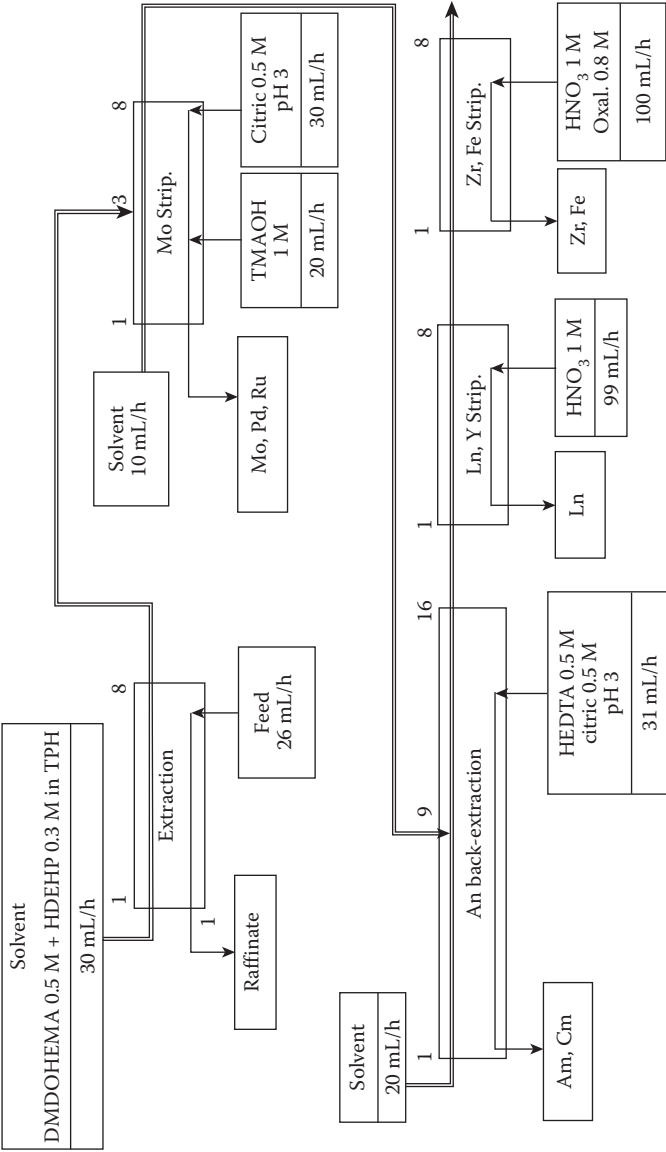 Solvent
DMDOHEMA 0.5 M + HDEHP 0.3 M in TPH
30 mL/h
1
8
Extraction
1
Raffinate
Feed
26 mL/h
Solvent
10 mL/h
1
3
8
Mo Strip.
Mo, Pd, Ru
TMAOH
1 M
20 mL/h
Citric 0.5 M
pH 3
30 mL/h
Solvent
20 mL/h
1
9
16
An back-extraction
Am, Cm
HEDTA 0.5 M
citric 0.5 M
pH 3
31 mL/h
1
8
Ln, Y Strip.
Ln
HNO₃ 1 M
99 mL/h
1
8
Zr, Fe Strip.
Zr, Fe
HNO₃ 1 M
Oxal. 0.8 M
100 mL/h